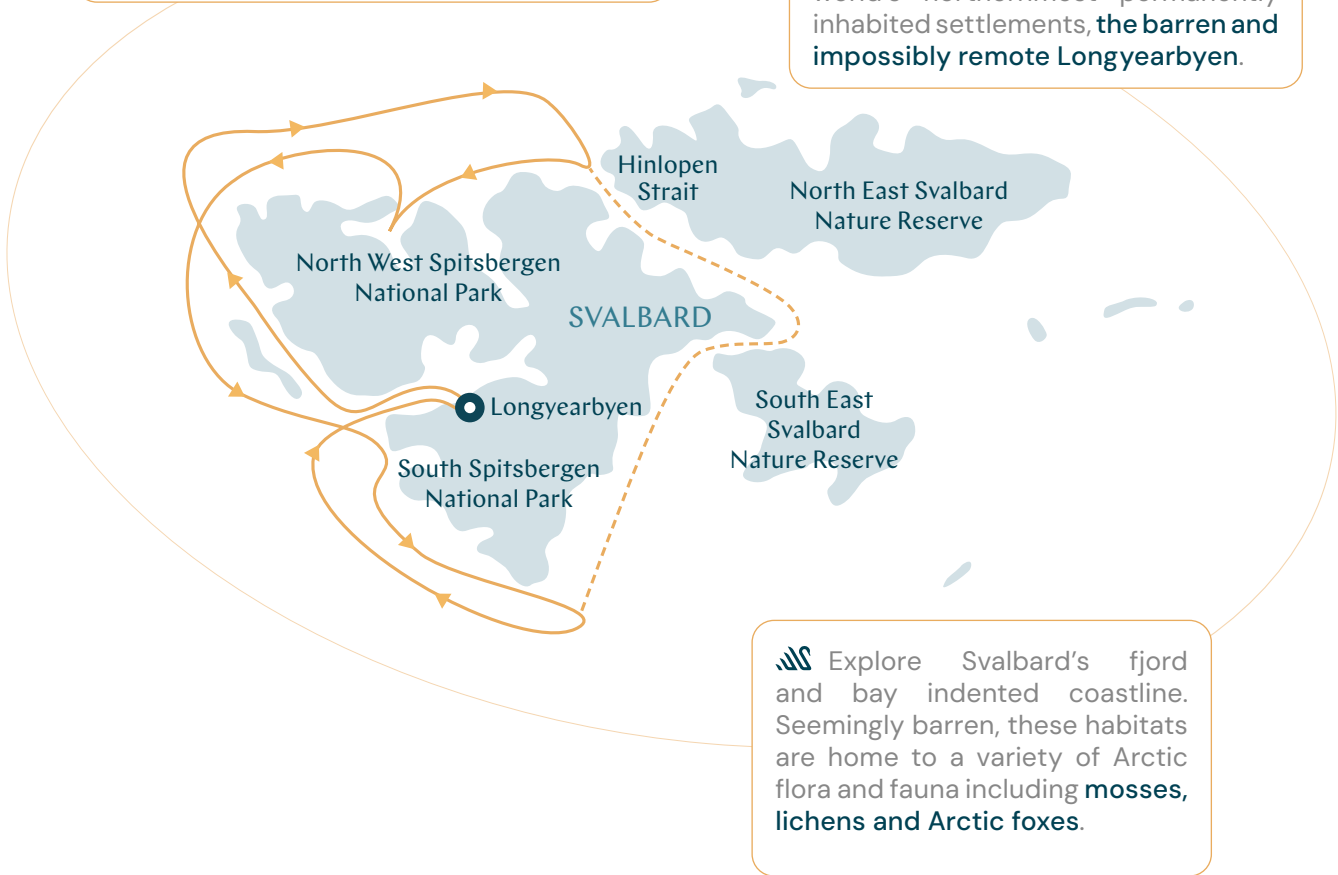 world's northernmost permanently
inhabited settlements, the barren and
impossibly remote Longyearbyen.
Hinlopen
Strait
North East Svalbard
Nature Reserve
North West Spitsbergen
National Park
SVALBARD
Longyearbyen
South East
Svalbard
Nature Reserve
South Spitsbergen
National Park
Explore Svalbard’s fjord
and bay indented coastline.
Seemingly barren, these habitats
are home to a variety of Arctic
flora and fauna including mosses,
lichens and Arctic foxes.